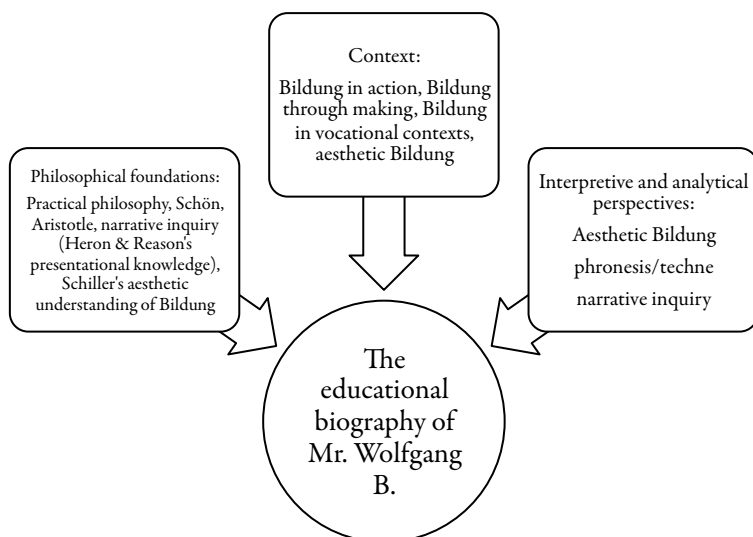 Context:
Bildung in action, Bildung
through making, Bildung
in vocational contexts,
aesthetic Bildung
Philosophical foundations:
Practical philosophy, Schön,
Aristotle, narrative inquiry
(Heron & Reason's
presentational knowledge),
Schiller's aesthetic
understanding of Bildung
Interpretive and analytical
perspectives:
Aesthetic Bildung
phronesis/techne
narrative inquiry
The
educational
biography of
Mr. Wolfgang
B.